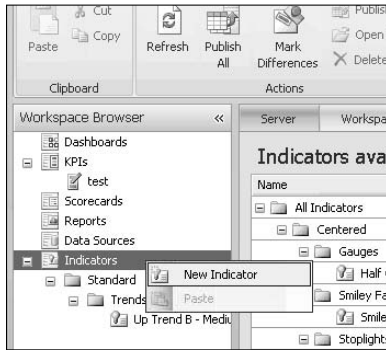 Cut
Copy
Paste
Refresh
Publish All
Mark Differences
Publis
Open
Delete
Clipboard
Actions
Workspace Browser «
Server
Workspa
Dashboards
KPIs
test
Scorecards
Reports
Data Sources
Indicators
Standard
Trends
Up Trend B - Mediu
New Indicator
Paste
Indicators ava
Name
All Indicators
Centered
Gauges
Half
Smiley Fa
Smile
Stoplight